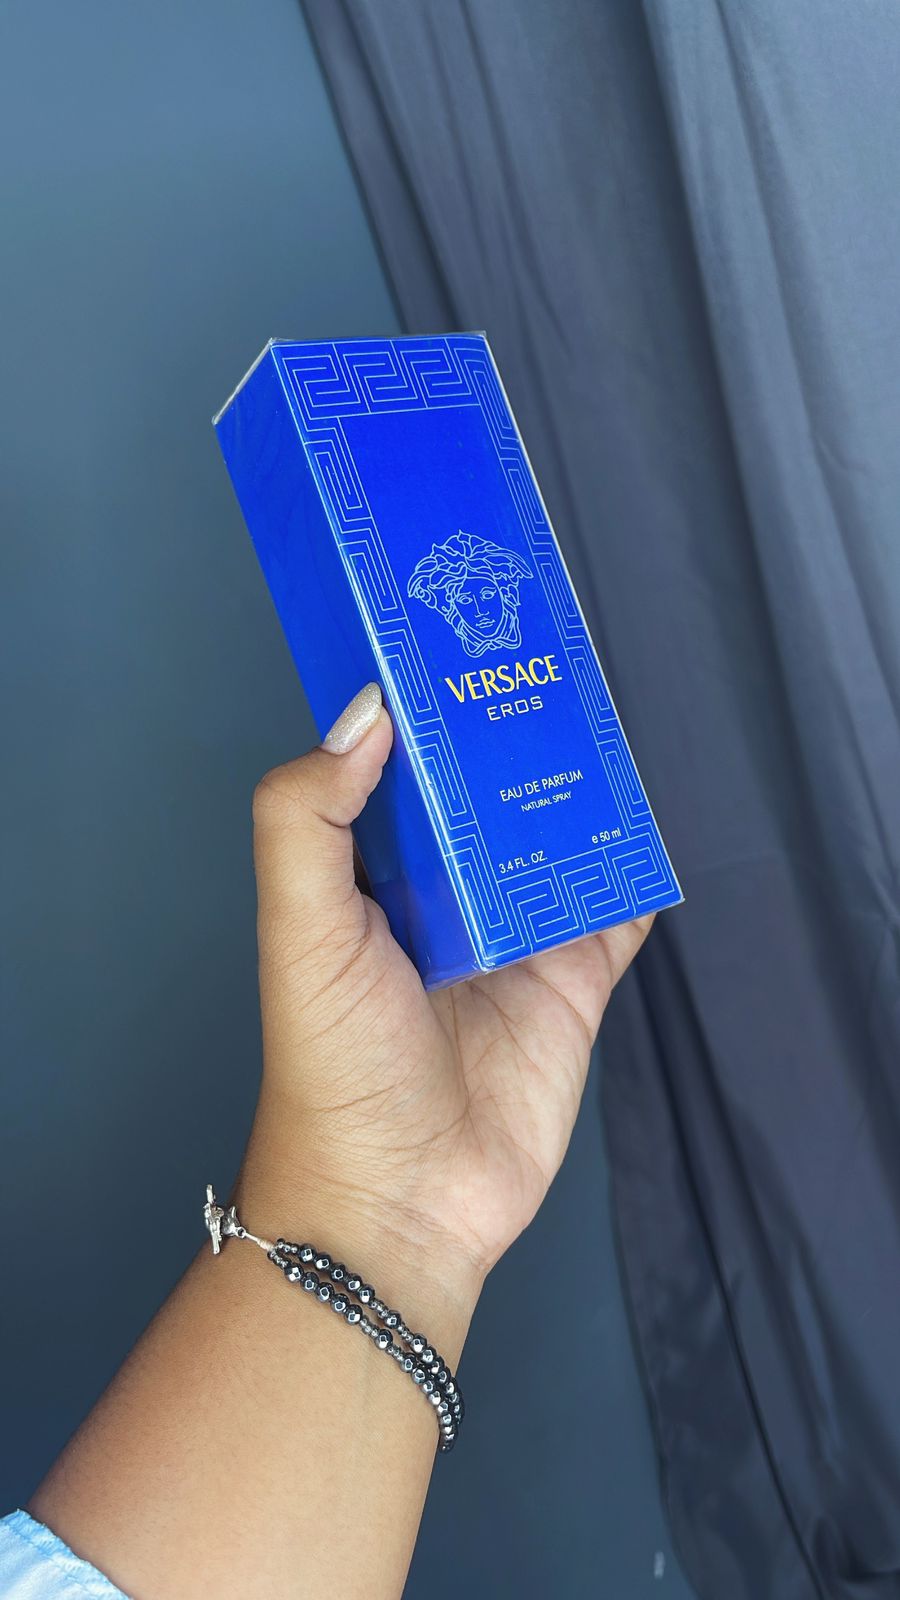 VERSACE
EROS
EAU DE PARFUM
NATURAL SPRAY
3.4 FL. OZ. e 50 ml